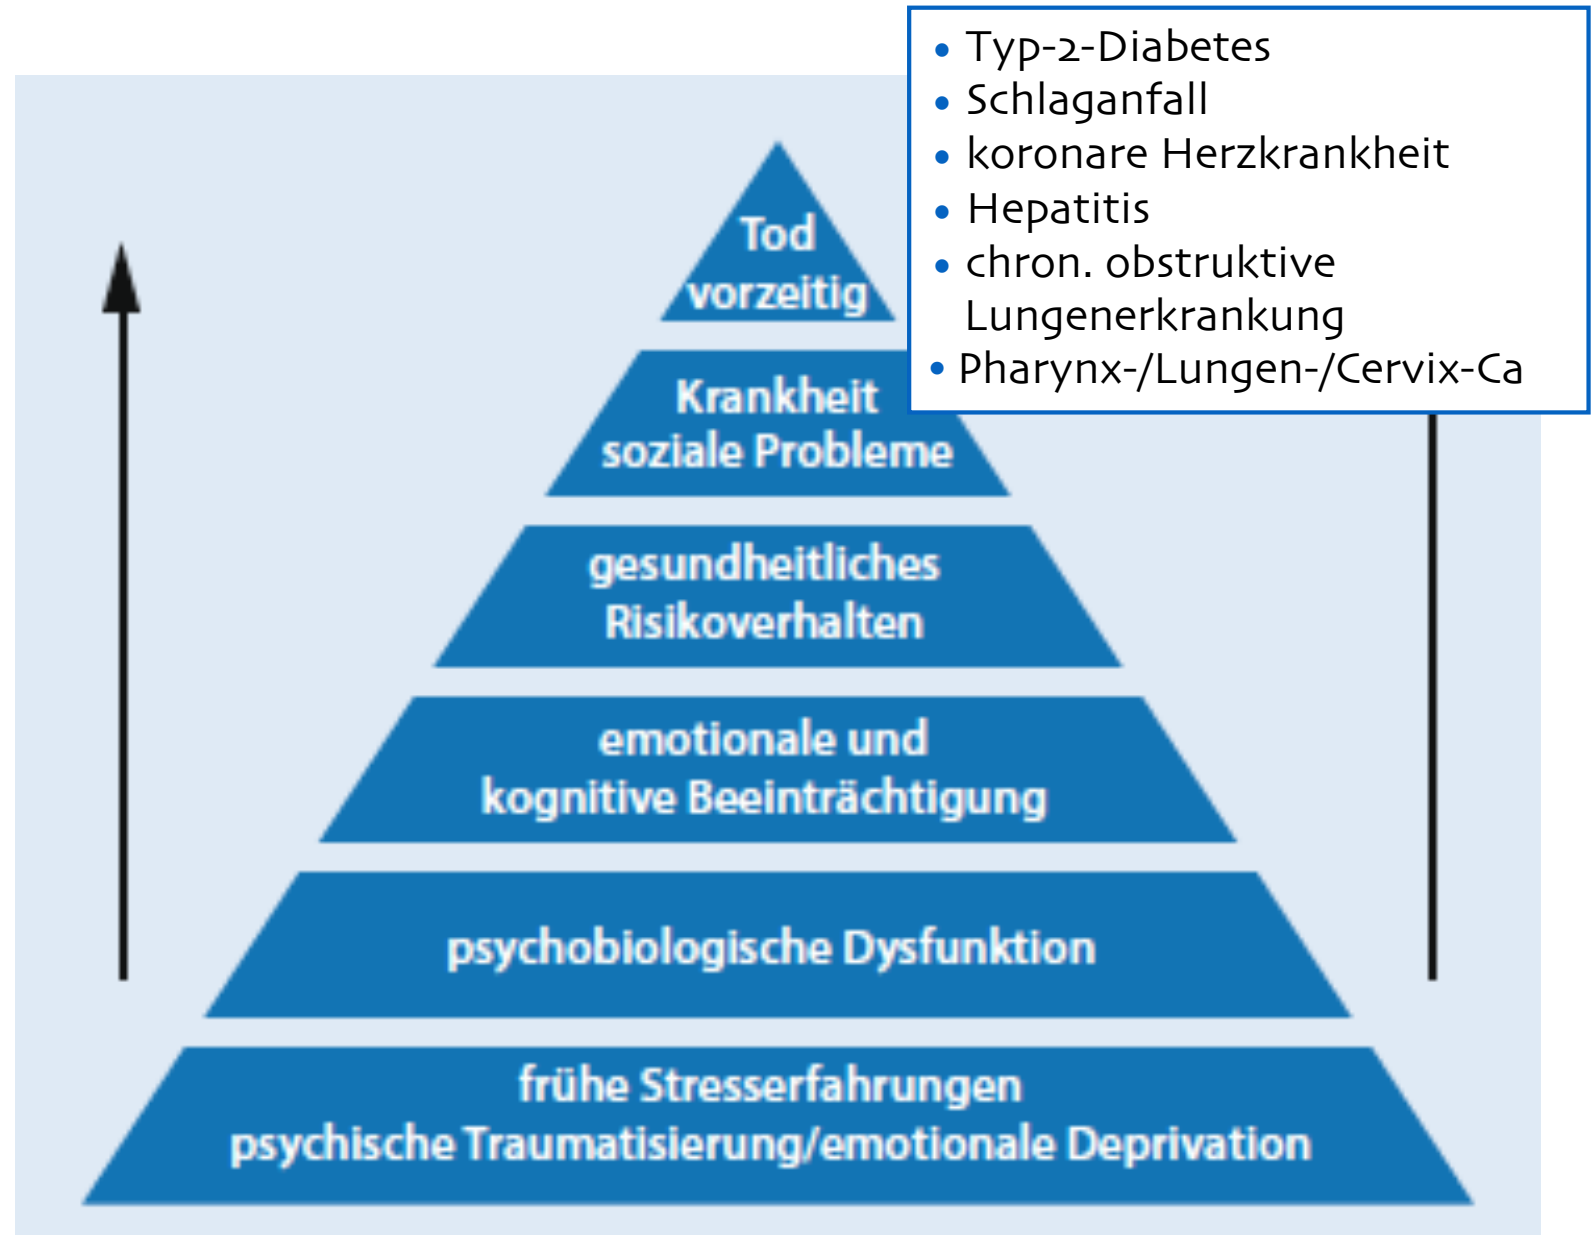 • Typ-2-Diabetes
• Schlaganfall
• koronare Herzkrankheit
• Hepatitis
• chron. obstruktive
Lungenerkrankung
• Pharynx-/Lungen-/Cervix-Ca
Tod
vorzeitig
Krankheit
soziale Probleme
gesundheitliches
Risikoverhalten
emotionale und
kognitive Beeinträchtigung
psychobiologische Dysfunktion
frühe Stresserfahrungen
psychische Traumatisierung/emotionale Deprivation